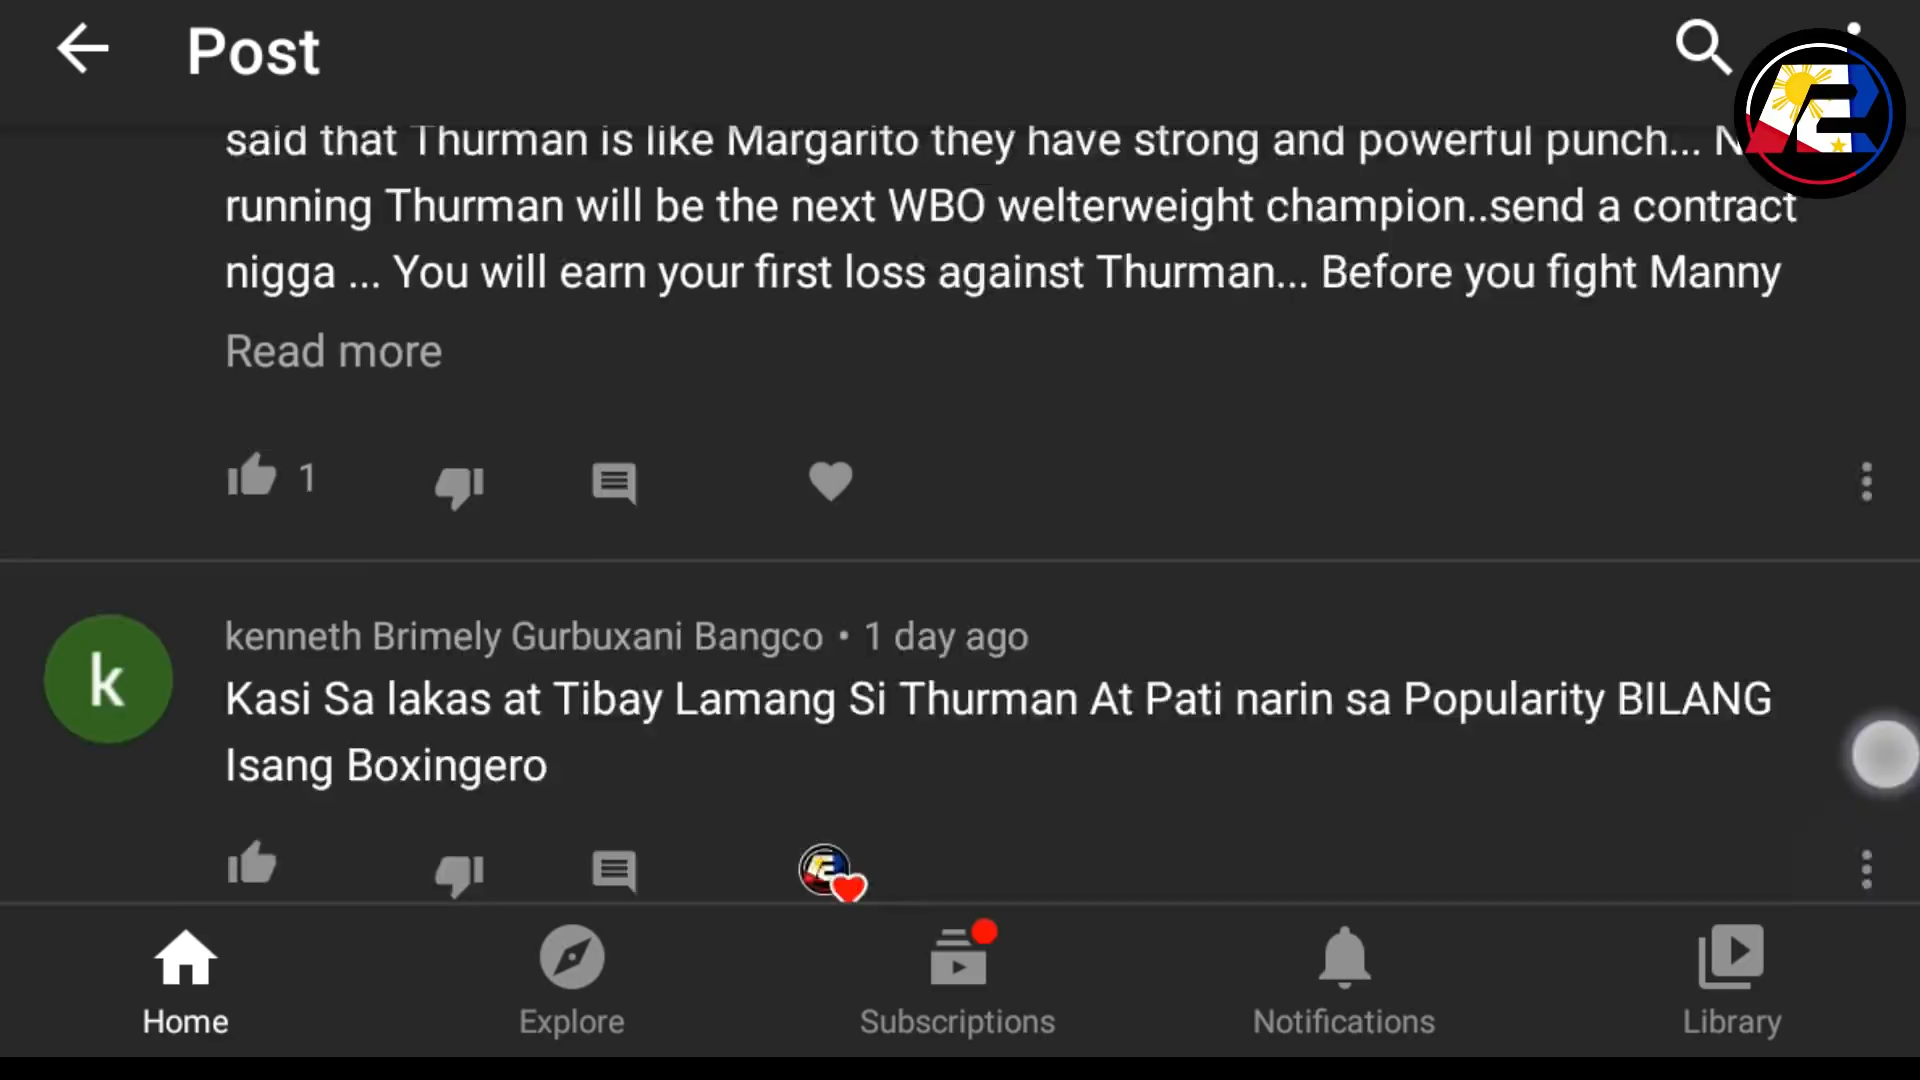 Post
said that Thurman is like Margarito they have strong and powerful punch...
running Thurman will be the next WBO welterweight champion..send a contract
nigga ... You will earn your first loss against Thurman... Before you fight Manny
Read more
1
kenneth Brimely Gurbuxani Bangco • 1 day ago
k
Kasi Sa lakas at Tibay Lamang Si Thurman At Pati narin sa Popularity BILANG
Isang Boxingero
Home
Explore
Subscriptions
Notifications
Library